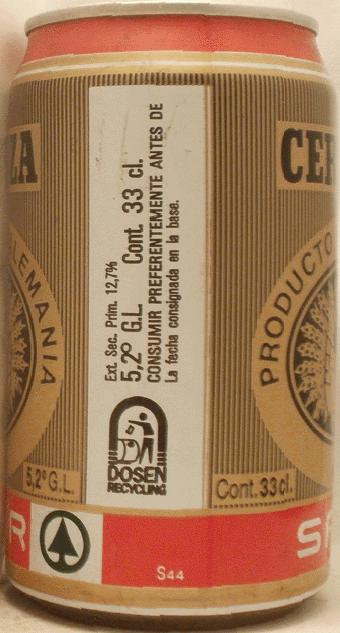 ZA
ALEMANIA
5,2° G.L.
R
Ext. Sec. Prim. 12,7%
5,2° G.L Cont. 33 cl.
CONSUMIR PREFERENTEMENTE ANTES DE
La fecha consignada en la base.
DOSEN
RECYCLING
S44
CER
PRODUCTO
Cont. 33 cl.
S